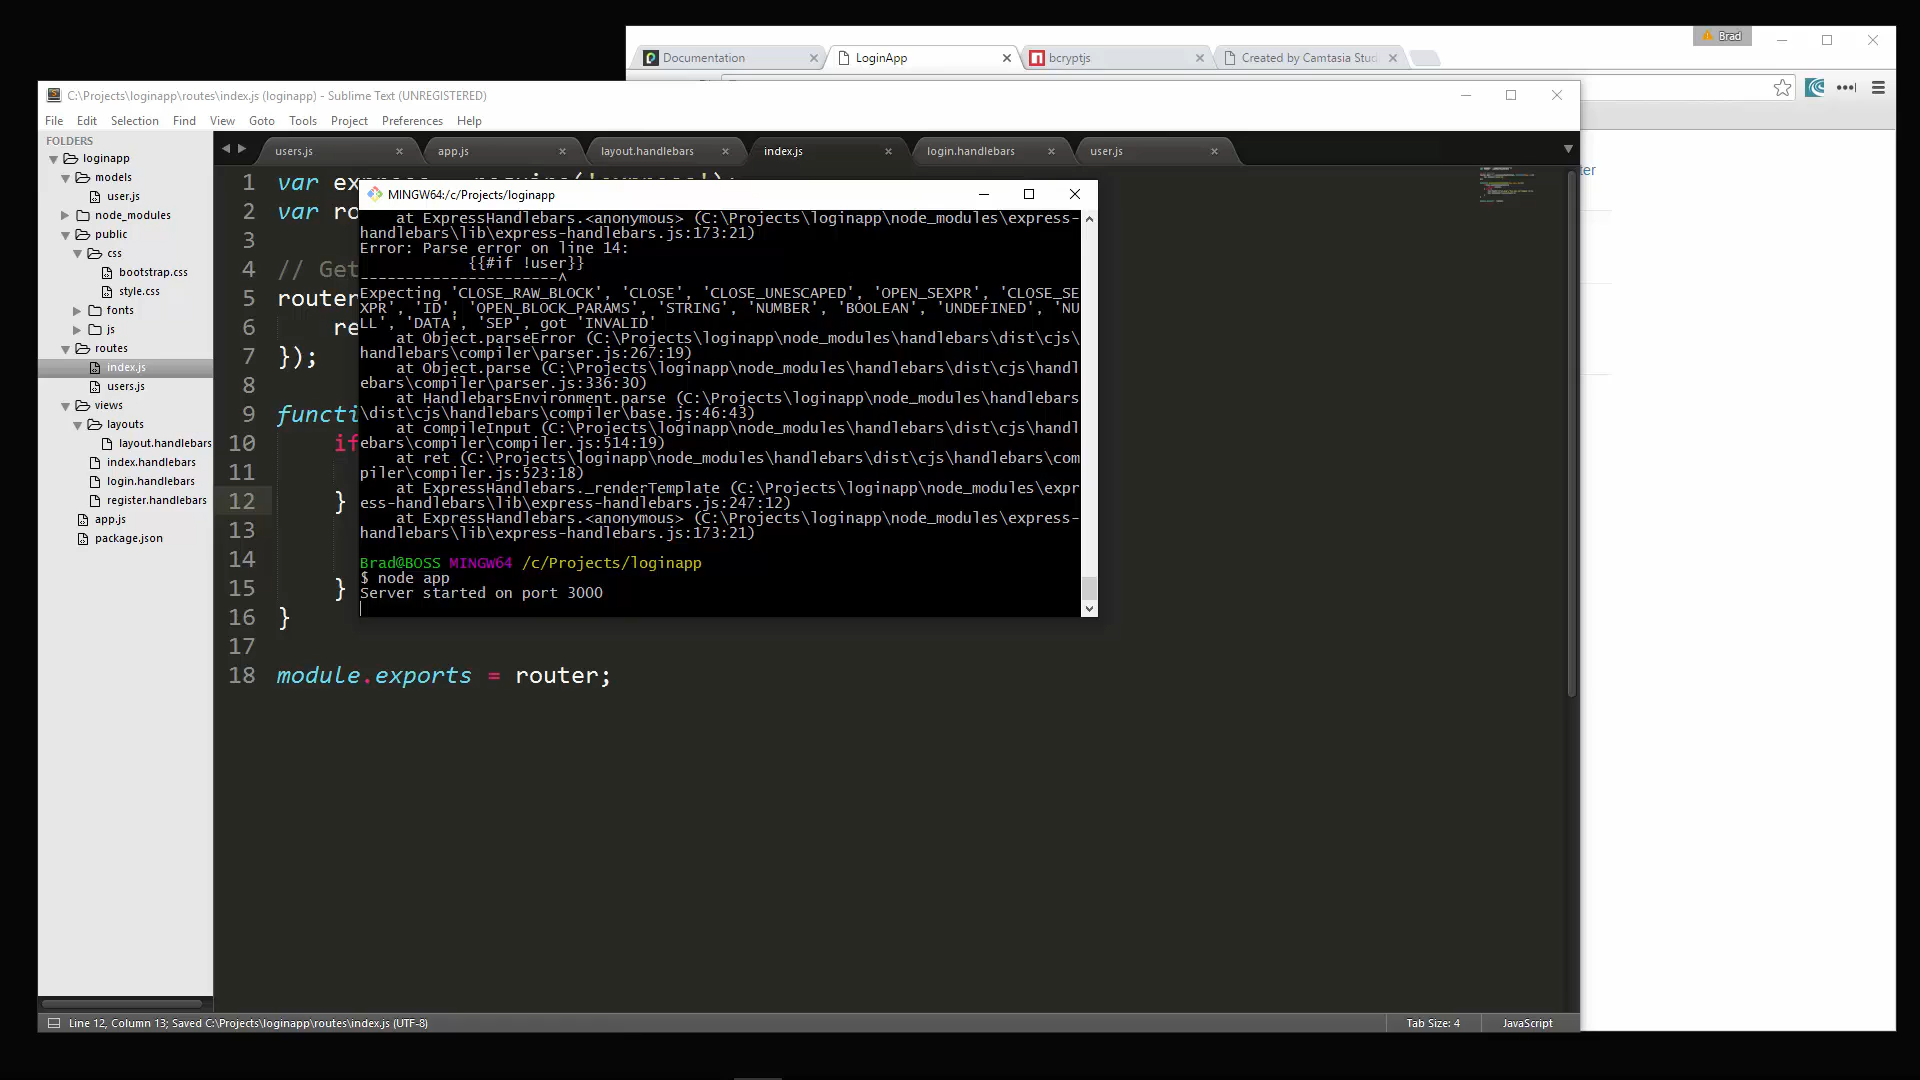 Brad
Documentation
LoginApp
bcryptjs
Created by Camtasia Stud
C:\Projects\loginapp\routes\index.js (loginapp) - Sublime Text (UNREGISTERED)
File Edit Selection Find View Goto Tools Project Preferences Help
FOLDERS
loginapp
models
user.js
node_modules
public
css
bootstrap.css
style.css
fonts
js
routes
index.js
users.js
views
layouts
layout.handlebars
index.handlebars
login.handlebars
register.handlebars
app.js
package.json
users.js app.js layout.handlebars index.js login.handlebars user.js
1 var
2 var ro
3
4 // Get
5 router
6 re
7 });
8
9 functi
10 if
11
12 }
13
14
15 }
16 }
17
18 module.exports = router;
MINGW64:/c/Projects/loginapp
at ExpressHandlebars.<anonymous> (C:\Projects\loginapp\node_modules\express-
handlebars\lib\express-handlebars.js:173:21)
Error: Parse error on line 14:
{{#if !user}}
----------------------^
Expecting 'CLOSE_RAW_BLOCK', 'CLOSE', 'CLOSE_UNESCAPED', 'OPEN_SEXPR', 'CLOSE_SE
XPR', 'ID', 'OPEN_BLOCK_PARAMS', 'STRING', 'NUMBER', 'BOOLEAN', 'UNDEFINED', 'NU
LL', 'DATA', 'SEP', got 'INVALID'
at Object.parseError (C:\Projects\loginapp\node_modules\handlebars\dist\cjs\
handlebars\compiler\parser.js:267:19)
at Object.parse (C:\Projects\loginapp\node_modules\handlebars\dist\cjs\handl
ebars\compiler\parser.js:336:30)
at HandlebarsEnvironment.parse (C:\Projects\loginapp\node_modules\handlebars
\dist\cjs\handlebars\compiler\base.js:46:43)
at compileInput (C:\Projects\loginapp\node_modules\handlebars\dist\cjs\handl
ebars\compiler\compiler.js:514:19)
at ret (C:\Projects\loginapp\node_modules\handlebars\dist\cjs\handlebars\com
piler\compiler.js:523:18)
at ExpressHandlebars._renderTemplate (C:\Projects\loginapp\node_modules\expr
ess-handlebars\lib\express-handlebars.js:247:12)
at ExpressHandlebars.<anonymous> (C:\Projects\loginapp\node_modules\express-
handlebars\lib\express-handlebars.js:173:21)
Brad@BOSS MINGW64 /c/Projects/loginapp
$ node app
Server started on port 3000
ter
Line 12, Column 13; Saved C:\Projects\loginapp\routes\index.js (UTF-8)
Tab Size: 4
JavaScript